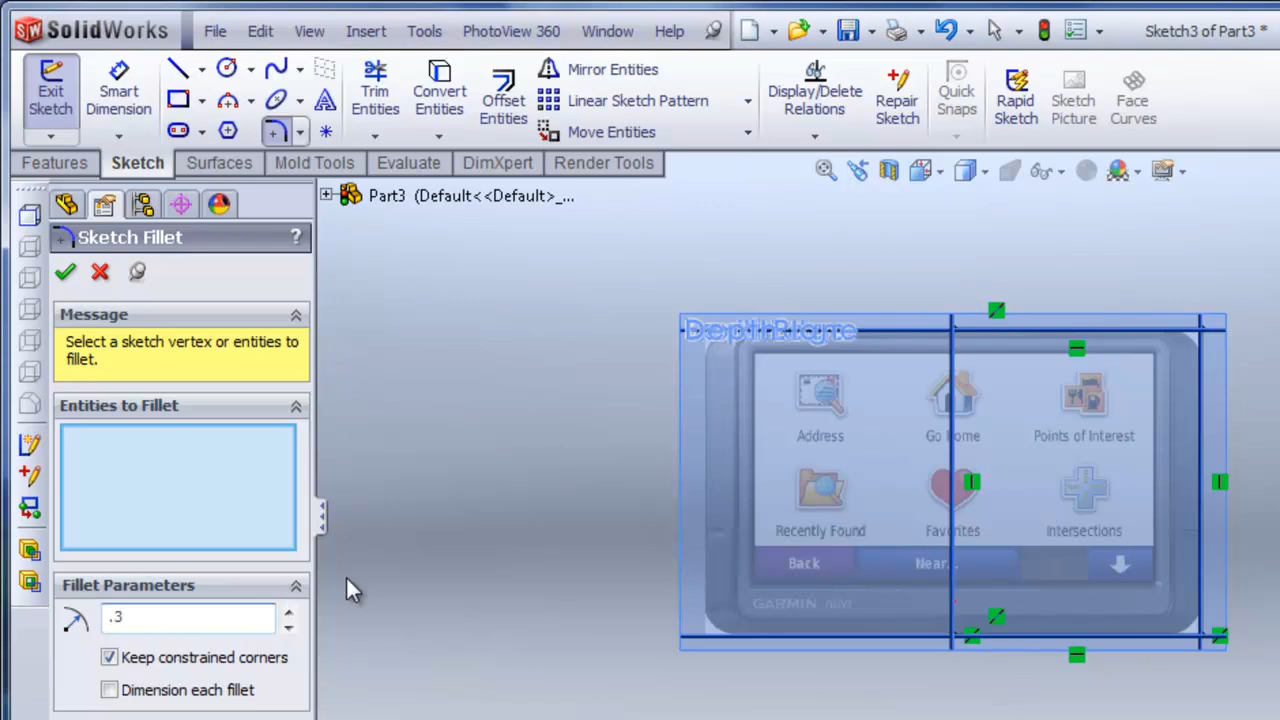 SolidWorks File Edit View Insert Tools PhotoView 360 Window Help Sketch3 of Part3 *
Exit Sketch
Smart Dimension
Trim Entities
Convert Entities
Offset Entities
Mirror Entities
Linear Sketch Pattern
Move Entities
Display/Delete Relations
Repair Sketch
Quick Snaps
Rapid Sketch
Sketch Picture
Face Curves
Features Sketch Surfaces Mold Tools Evaluate DimXpert Render Tools
Part3 (Default<<Default>_...
Sketch Fillet ?
Message
Select a sketch vertex or entities to
fillet.
Entities to Fillet
Fillet Parameters
.3
Keep constrained corners
Dimension each fillet
Address Go Home Points of Interest
Recently Found Favorites Intersections
Back Near...
GARMIN nüvi